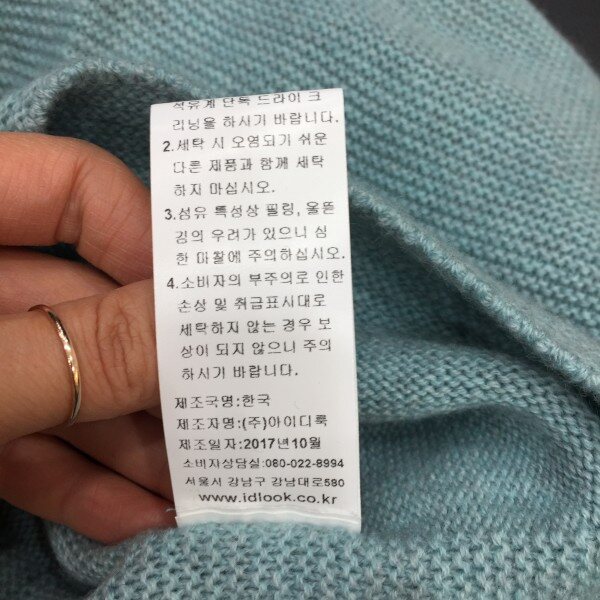 석유계 단독 드라이 크
리닝을 하시기 바랍니다.
2.세탁 시 오염되기 쉬운
다른 제품과 함께 세탁
하지 마십시오.
3.섬유 특성상 필링, 올뜯
김의 우려가 있으니 심
한 마찰에 주의하십시오.
4.소비자의 부주의로 인한
손상 및 취급표시대로
세탁하지 않는 경우 보
상이 되지 않으니 주의
하시기 바랍니다.
제조국명:한국
제조자명:(주)아이디룩
제조일자:2017년10월
소비자상담실:080-022-8994
서울시 강남구 강남대로580
www.idlook.co.kr